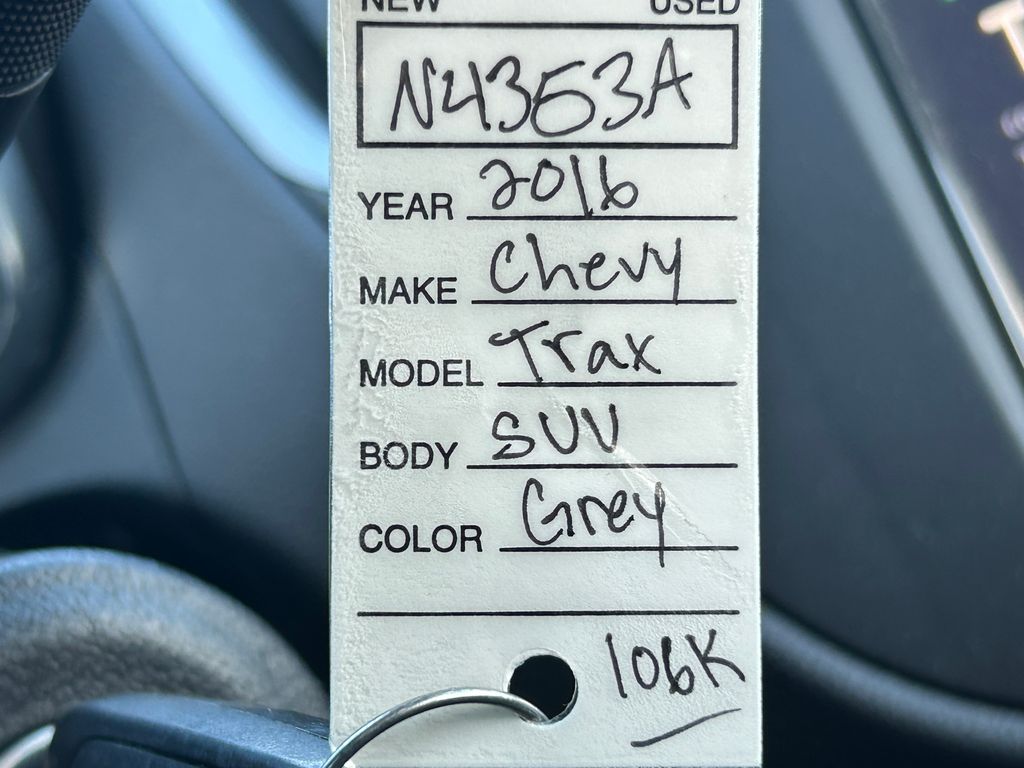 NEW USED
N4353A
YEAR 2016
MAKE Chevy
MODEL Trax
BODY SUV
COLOR Grey
106K